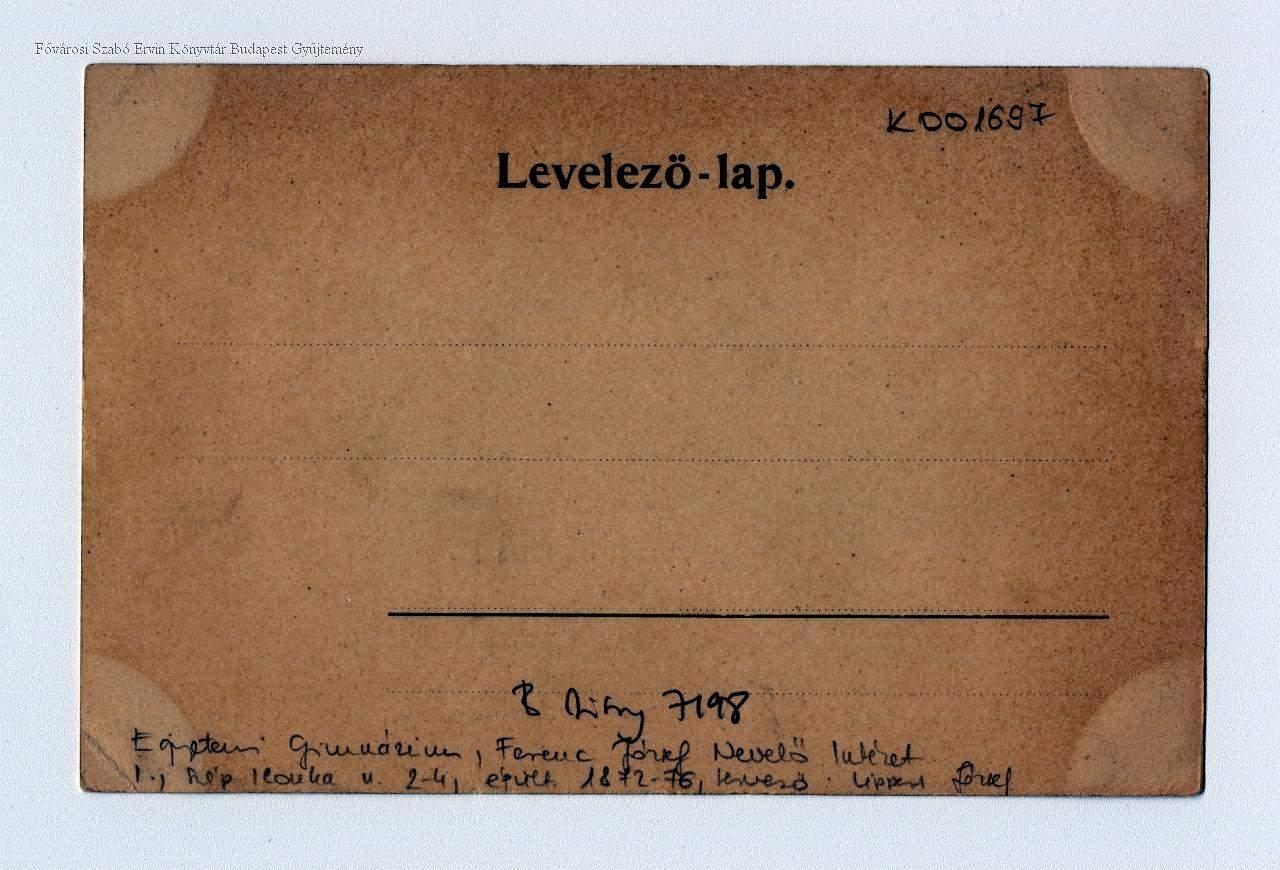 Fővárosi Szabó Ervin Könyvtár Budapest Gyűjtemény
K001697
Levelező-lap.
B 7198
Egyetemi Gimnázium, Ferenc József Nevelő Intézet
I., Szép Ilonka u. 2-4, épült 1872-76, tervező: Lippert József